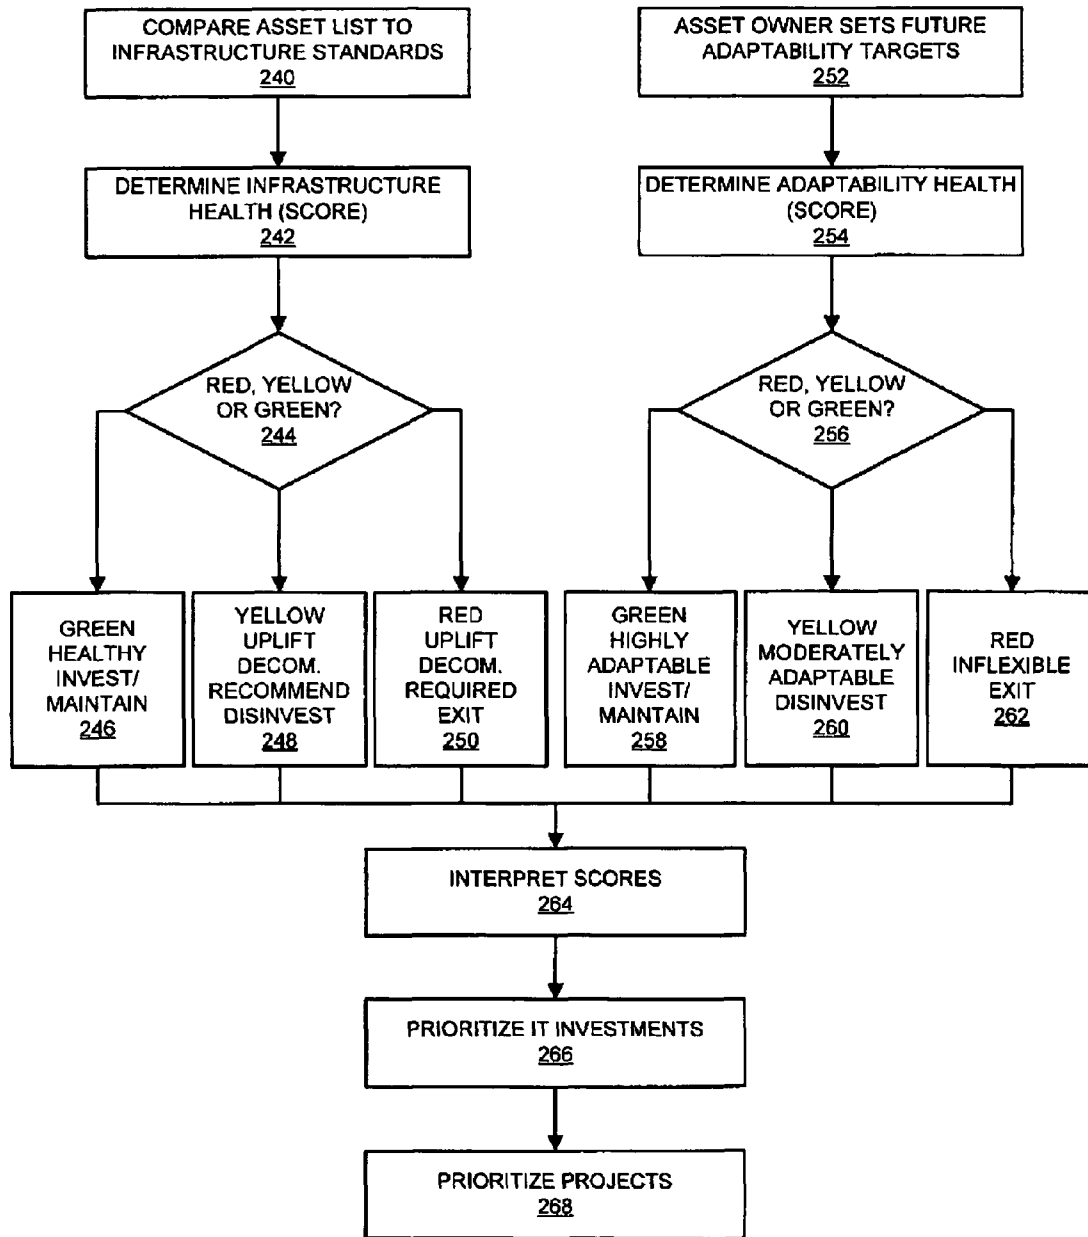 COMPARE ASSET LIST TO
INFRASTRUCTURE STANDARDS
240
ASSET OWNER SETS FUTURE
ADAPTABILITY TARGETS
252
DETERMINE INFRASTRUCTURE
HEALTH (SCORE)
242
DETERMINE ADAPTABILITY HEALTH
(SCORE)
254
RED, YELLOW
OR GREEN?
244
RED, YELLOW
OR GREEN?
256
GREEN
HEALTHY
INVEST/
MAINTAIN
246
YELLOW
UPLIFT
DECOM.
RECOMMEND
DISINVEST
248
RED
UPLIFT
DECOM.
REQUIRED
EXIT
250
GREEN
HIGHLY
ADAPTABLE
INVEST/
MAINTAIN
258
YELLOW
MODERATELY
ADAPTABLE
DISINVEST
260
RED
INFLEXIBLE
EXIT
262
INTERPRET SCORES
264
PRIORITIZE IT INVESTMENTS
266
PRIORITIZE PROJECTS
268